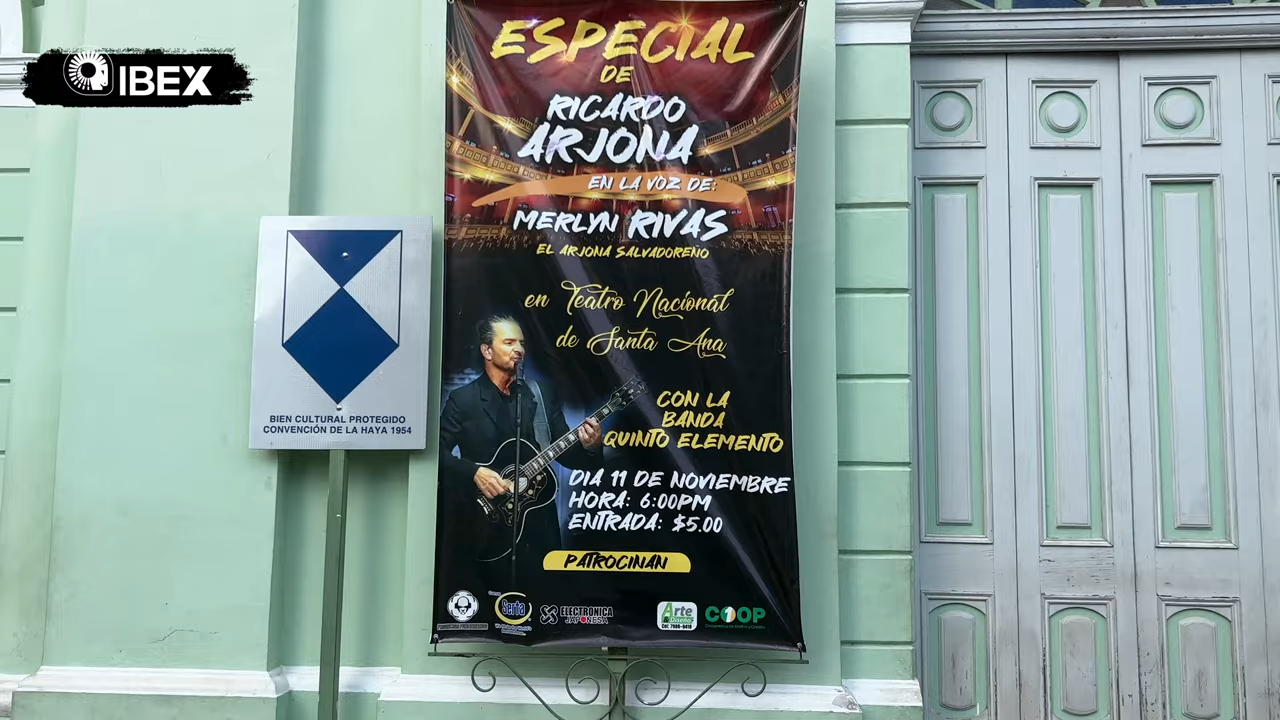 IBEX
ESPECIAL
DE
RICARDO
ARJONA
EN LA VOZ DE:
MERLYN RIVAS
EL ARJONA SALVADOREÑO
en Teatro Nacional
de Santa Ana
CON LA
BANDA
QUINTO ELEMENTO
DIA 11 DE NOVIEMBRE
HORA: 6:00PM
ENTRADA: $5.00
PATROCINAN
Serta
ELECTRONICA
JAPONESA
Arte
& Diseño
COOP
BIEN CULTURAL PROTEGIDO
CONVENCIÓN DE LA HAYA 1954